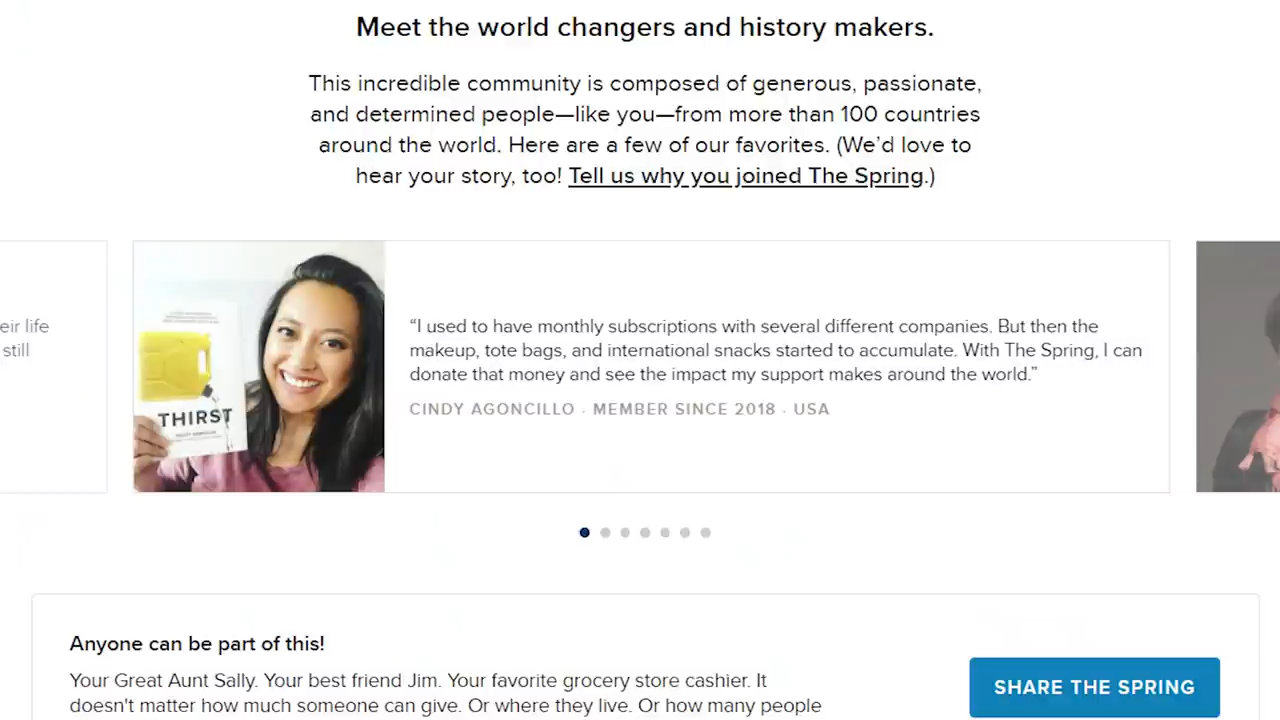 Meet the world changers and history makers.
This incredible community is composed of generous, passionate,
and determined people—like you—from more than 100 countries
around the world. Here are a few of our favorites. (We’d love to
hear your story, too! Tell us why you joined The Spring.)
eir life
still
THIRST
“I used to have monthly subscriptions with several different companies. But then the
makeup, tote bags, and international snacks started to accumulate. With The Spring, I can
donate that money and see the impact my support makes around the world.”
CINDY AGONCILLO · MEMBER SINCE 2018 · USA
Anyone can be part of this!
Your Great Aunt Sally. Your best friend Jim. Your favorite grocery store cashier. It
doesn't matter how much someone can give. Or where they live. Or how many people
SHARE THE SPRING